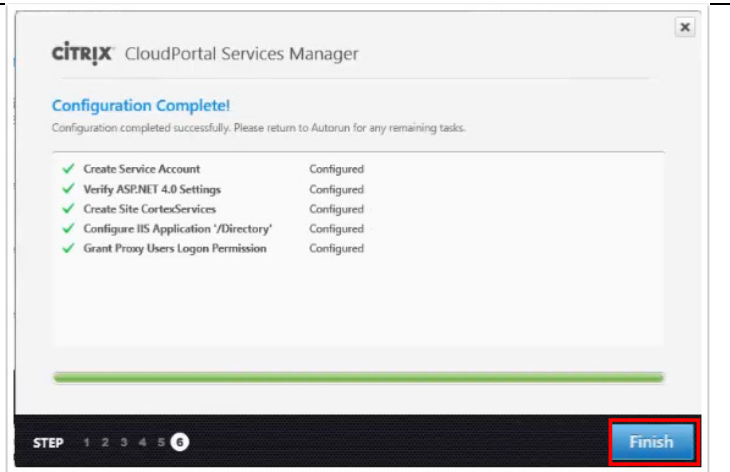 CİTRIX CloudPortal Services Manager
Configuration Complete!
Configuration completed successfully. Please return to Autorun for any remaining tasks.
Create Service Account Configured
Verify ASP.NET 4.0 Settings Configured
Create Site CortexServices Configured
Configure IIS Application '/Directory' Configured
Grant Proxy Users Logon Permission Configured
STEP 1 2 3 4 5 6 Finish